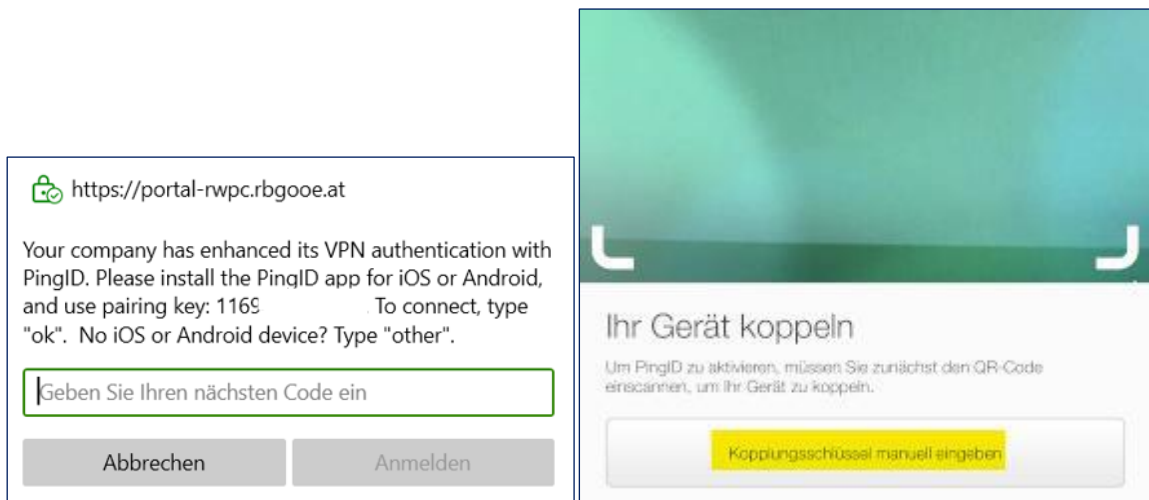 https://portal-rwpc.rbgooe.at
Your company has enhanced its VPN authentication with
PingID. Please install the PingID app for iOS or Android,
and use pairing key: 1169 . To connect, type
"ok". No iOS or Android device? Type "other".
Geben Sie Ihren nächsten Code ein
Abbrechen Anmelden
Ihr Gerät koppeln
Um PingID zu aktivieren, müssen Sie zunächst den QR-Code
einscannen, um Ihr Gerät zu koppeln.
Kopplungsschlüssel manuell eingeben